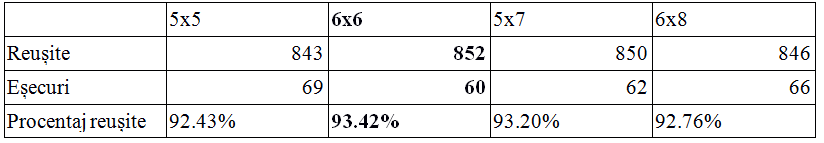 5x5 6x6 5x7 6x8
Reușite 843 852 850 846
Eșecuri 69 60 62 66
Procentaj reușite 92.43% 93.42% 93.20% 92.76%